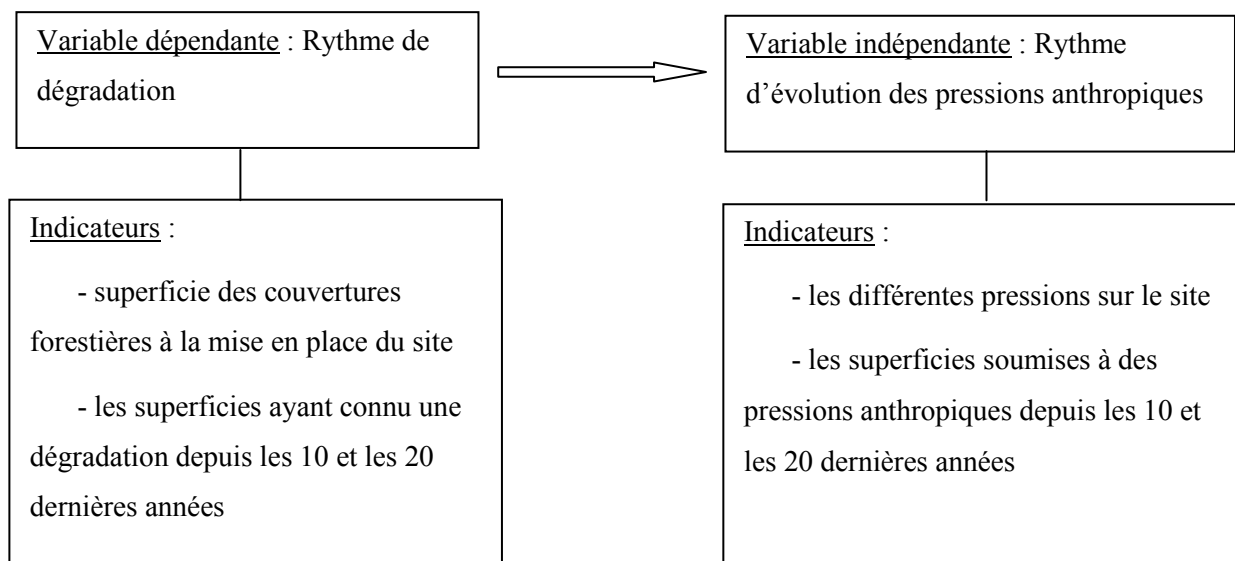 Variable dépendante : Rythme de
dégradation
Variable indépendante : Rythme
d’évolution des pressions anthropiques
Indicateurs :
- superficie des couvertures
forestières à la mise en place du site
- les superficies ayant connu une
dégradation depuis les 10 et les 20
dernières années
Indicateurs :
- les différentes pressions sur le site
- les superficies soumises à des
pressions anthropiques depuis les 10 et
les 20 dernières années